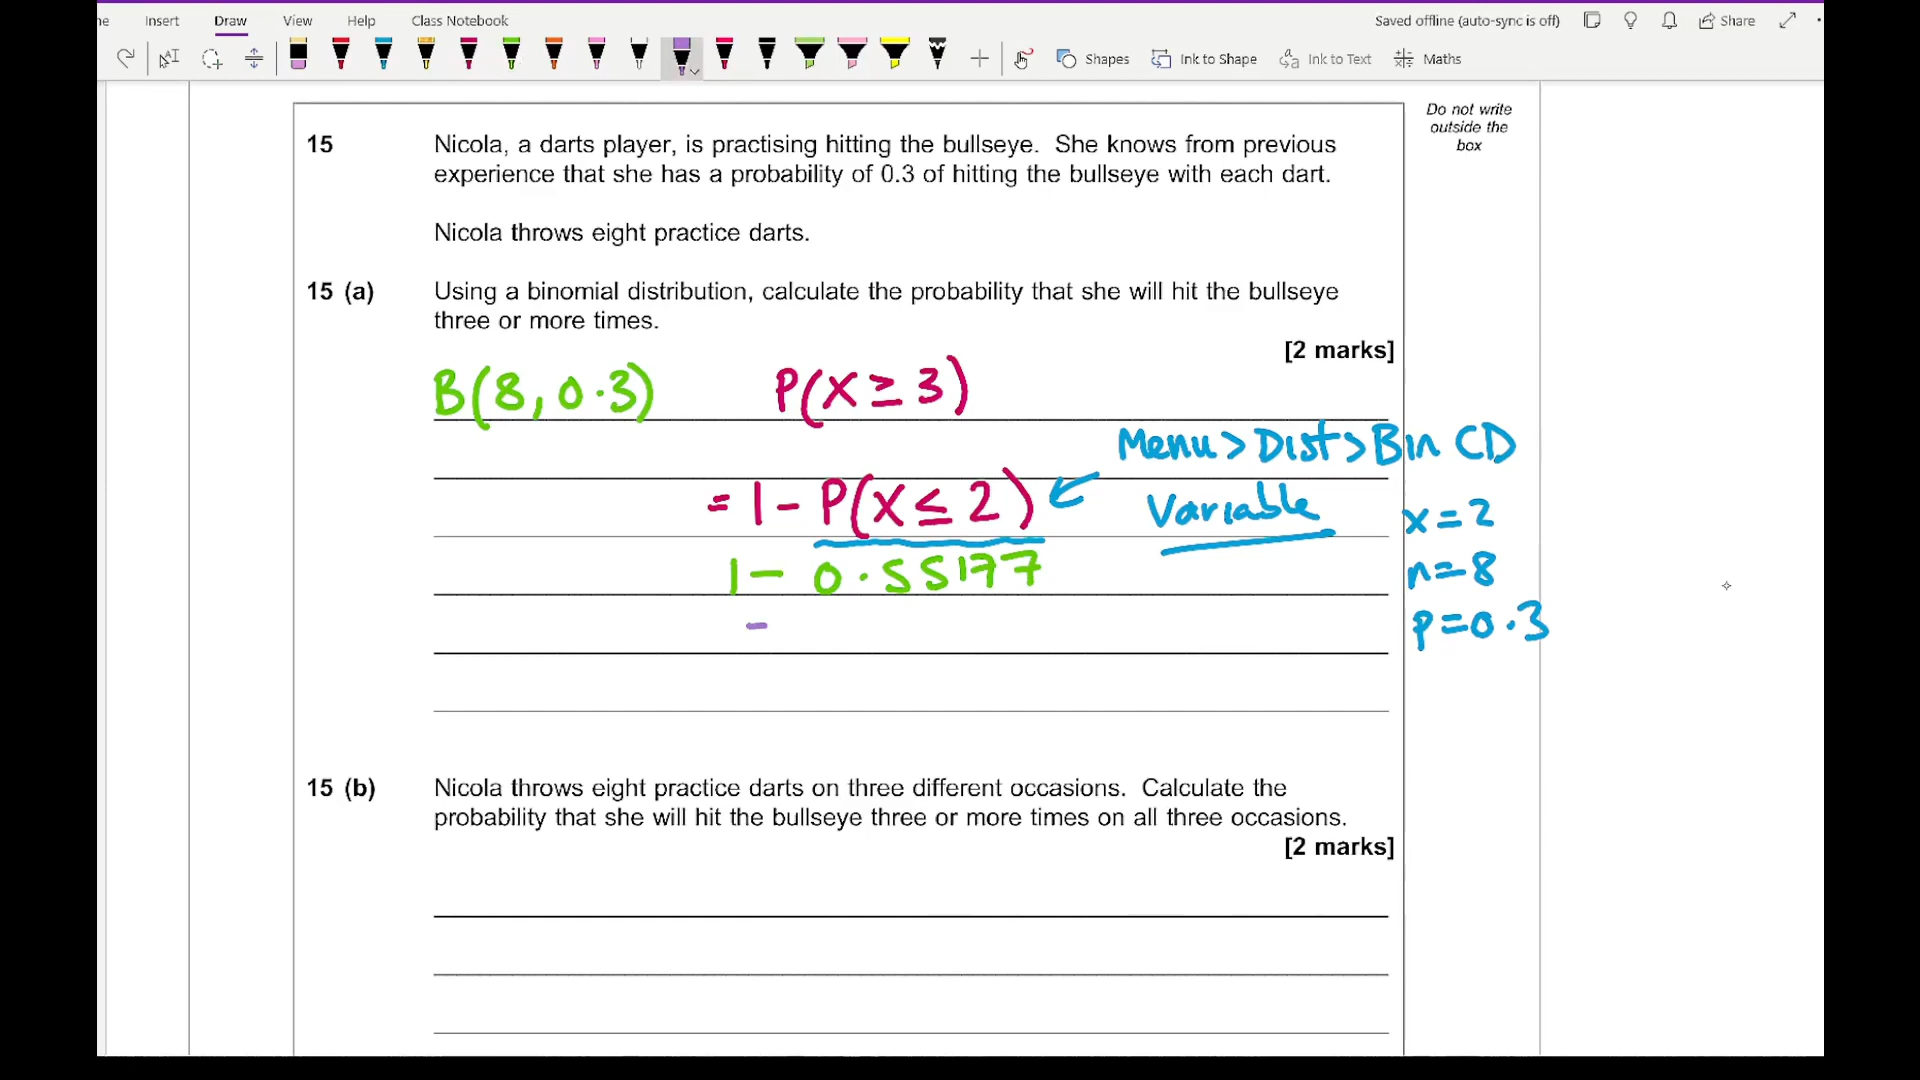 Insert Draw View Help Class Notebook Saved offline (auto-sync is off) Share
Shapes Ink to Shape Ink to Text Maths
Do not write
outside the
box
15 Nicola, a darts player, is practising hitting the bullseye. She knows from previous
experience that she has a probability of 0.3 of hitting the bullseye with each dart.
Nicola throws eight practice darts.
15 (a) Using a binomial distribution, calculate the probability that she will hit the bullseye
three or more times.
[2 marks]
B(8, 0.3) P(X ≥ 3)
Menu > Dist > Bin CD
= 1 - P(X ≤ 2) Variable x = 2
1 - 0.55177 n = 8
p = 0.3
15 (b) Nicola throws eight practice darts on three different occasions. Calculate the
probability that she will hit the bullseye three or more times on all three occasions.
[2 marks]